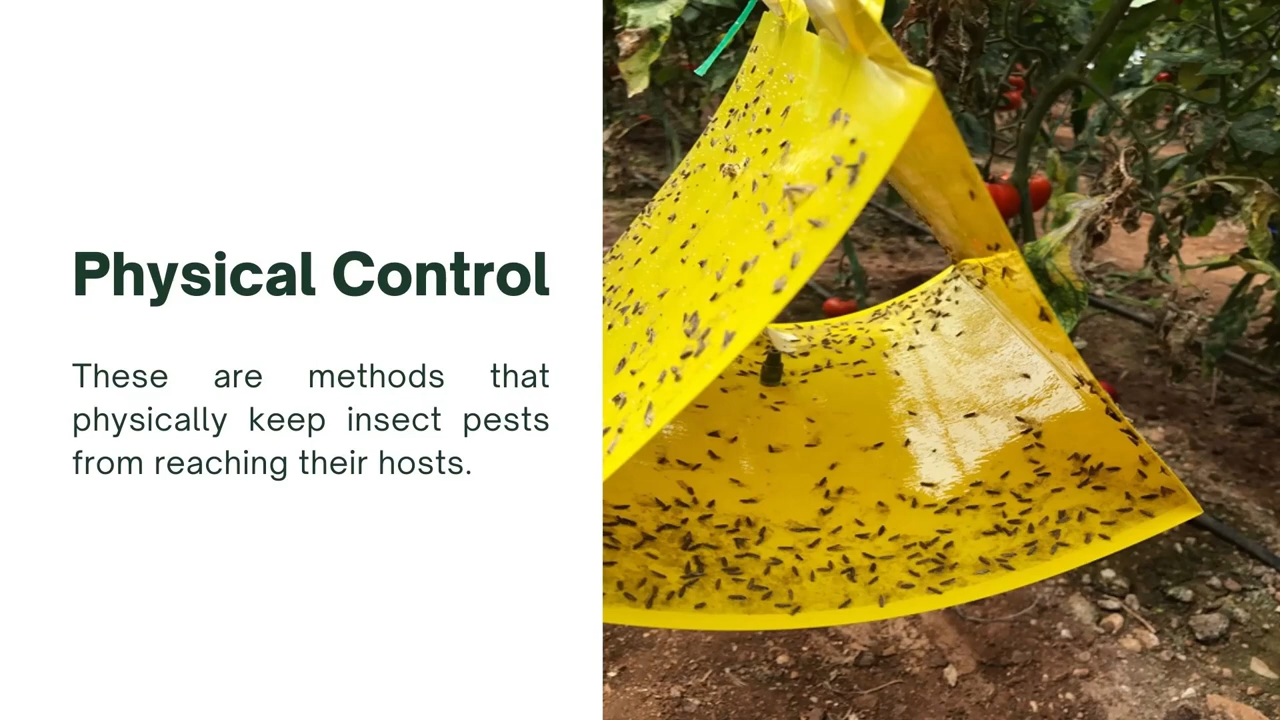 Physical Control
These are methods that
physically keep insect pests
from reaching their hosts.